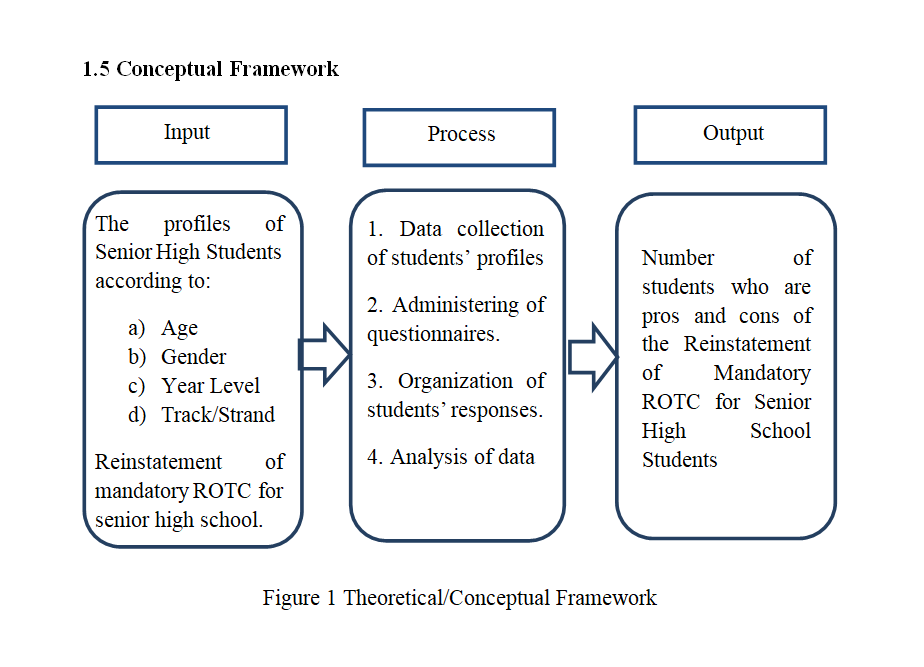 1.5 Conceptual Framework
Input
The profiles of
Senior High Students
according to:
a) Age
b) Gender
c) Year Level
d) Track/Strand
Reinstatement of
mandatory ROTC for
senior high school.
Process
1. Data collection
of students’ profiles
2. Administering of
questionnaires.
3. Organization of
students’ responses.
4. Analysis of data
Output
Number of
students who are
pros and cons of
the Reinstatement
of Mandatory
ROTC for Senior
High School
Students
Figure 1 Theoretical/Conceptual Framework